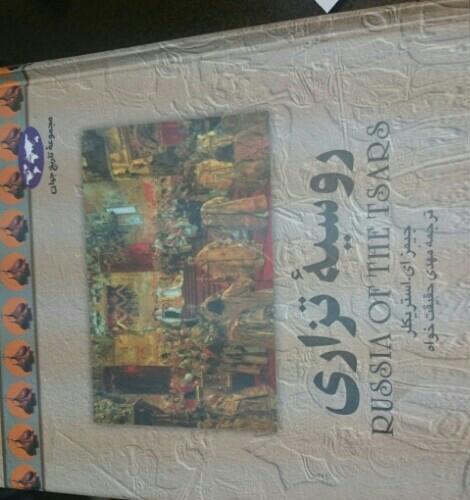 مجموعهٔ تاریخ جهان
روسیهٔ تزاری
RUSSIA OF THE TSARS
جیمز ای استریکلر
ترجمه مهدی حقیقت خواه